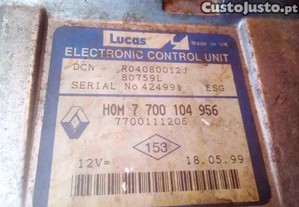 CustoJusto.pt
Lucas
MADE IN UK
ELECTRONIC CONTROL UNIT
DCN R04080012J
80759L
SERIAL No 424991 ESG
HOM 7 700 104 956
7700111206
153
12V= 18.05.99